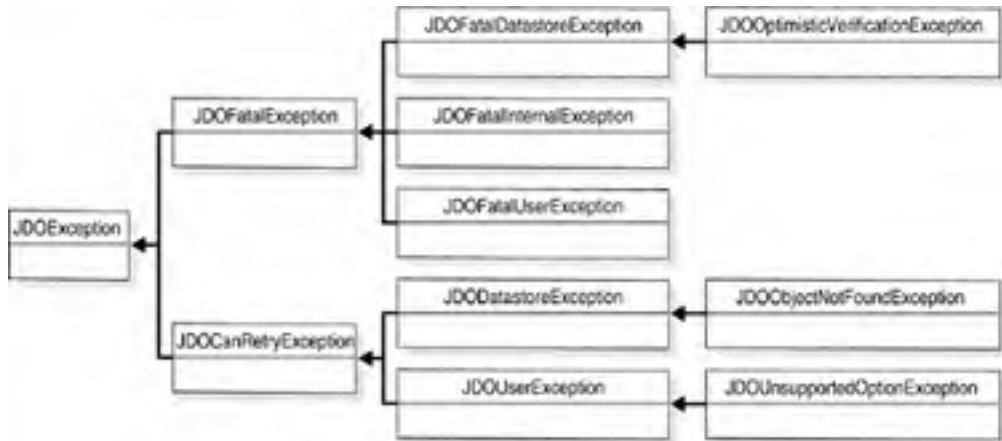 JDOFatalDatastoreException
JDOOptimisticVerificationException
JDOFatalException
JDOFatalInternalException
JDOFatalUserException
JDOException
JDODatastoreException
JDOObjectNotFoundException
JDOCanRetryException
JDOUserException
JDOUnsupportedOptionException